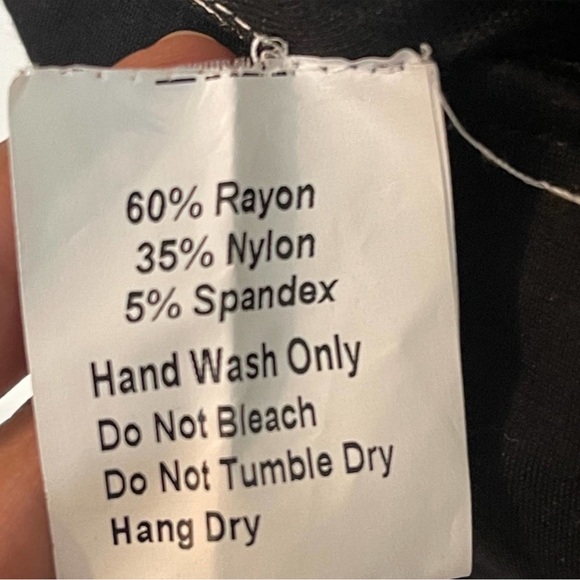 60% Rayon
35% Nylon
5% Spandex
Hand Wash Only
Do Not Bleach
Do Not Tumble Dry
Hang Dry